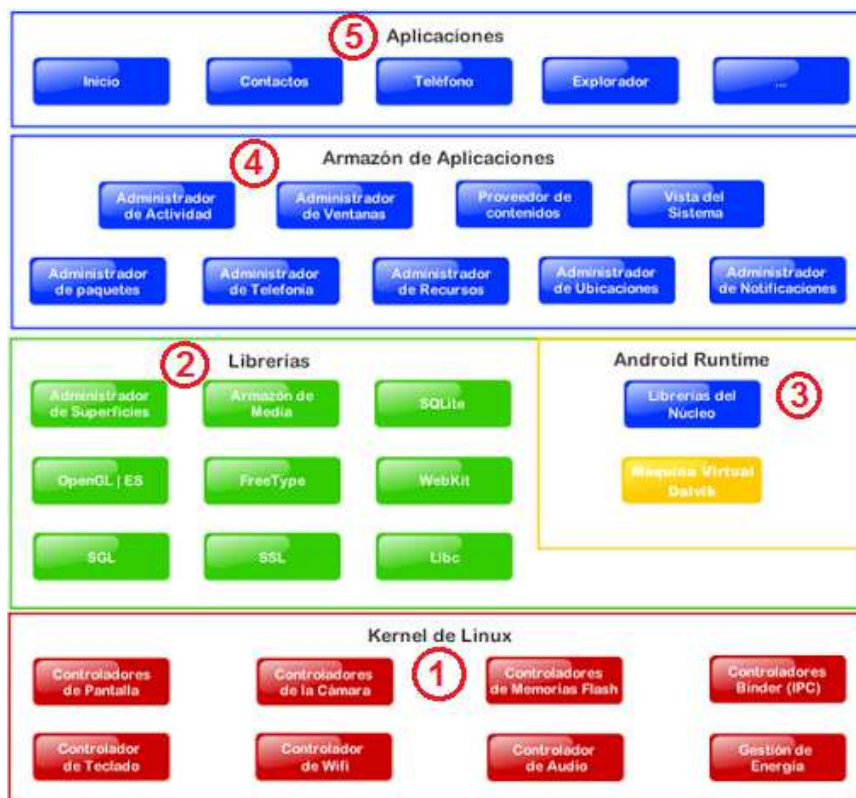 5 Aplicaciones
Inicio
Contactos
Teléfono
Explorador
...
4 Armazón de Aplicaciones
Administrador
de Actividad
Administrador
de Ventanas
Proveedor de
contenidos
Vista del
Sistema
Administrador
de paquetes
Administrador
de Telefonía
Administrador
de Recursos
Administrador
de Ubicaciones
Administrador
de Notificaciones
2 Librerías
Administrador
de Superficies
Armazón de
Media
SQLite
OpenGL | ES
FreeType
WebKit
SGL
SSL
Libc
Android Runtime
3
Librerías del
Núcleo
Máquina Virtual
Dalvik
Kernel de Linux
1
Controladores
de Pantalla
Controladores
de la Cámara
Controladores
de Memorias Flash
Controladores
Binder (IPC)
Controlador
de Teclado
Controlador
de Wifi
Controlador
de Audio
Gestión de
Energía